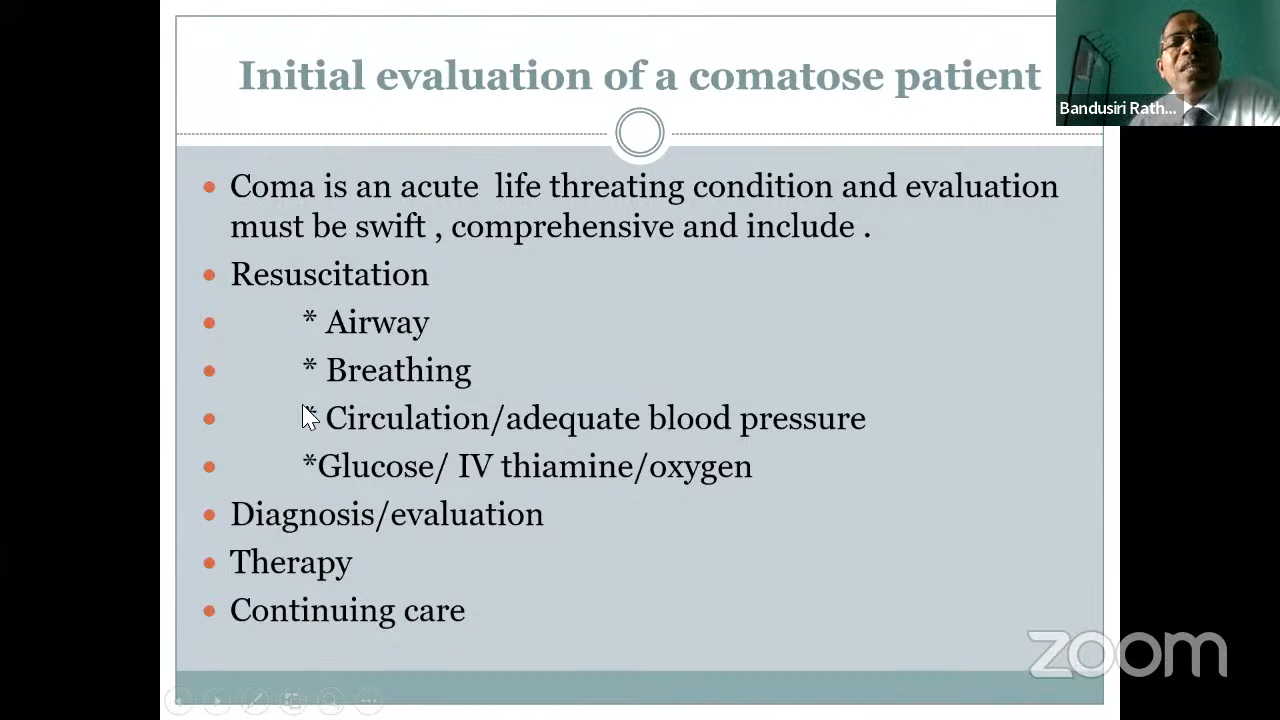 Initial evaluation of a comatose patient
Bandusiri Rath...
• Coma is an acute life threating condition and evaluation
must be swift , comprehensive and include .
• Resuscitation
• * Airway
• * Breathing
• * Circulation/adequate blood pressure
• *Glucose/ IV thiamine/oxygen
• Diagnosis/evaluation
• Therapy
• Continuing care
zoom